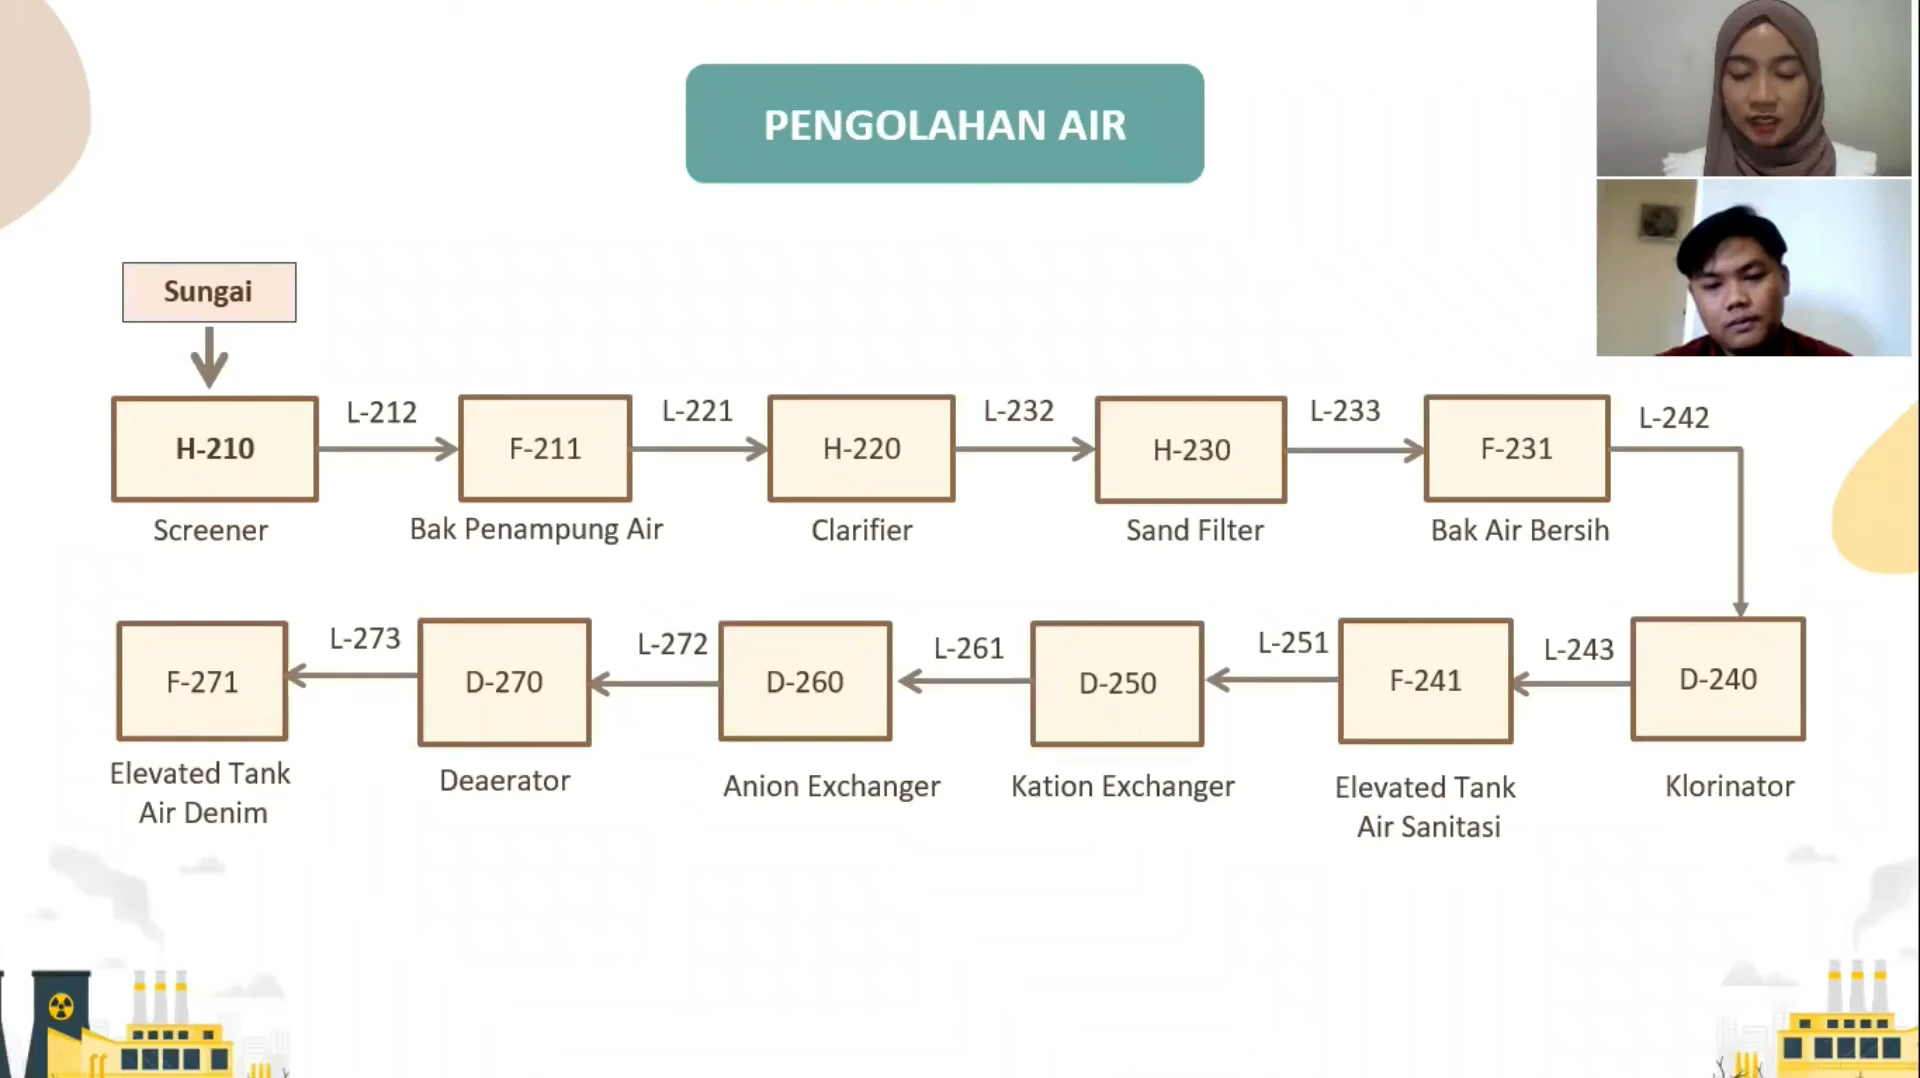 PENGOLAHAN AIR
Sungai
L-212
L-221
L-232
L-233
L-242
H-210
F-211
H-220
H-230
F-231
Screener
Bak Penampung Air
Clarifier
Sand Filter
Bak Air Bersih
L-273
L-272
L-261
L-251
L-243
F-271
D-270
D-260
D-250
F-241
D-240
Elevated Tank
Air Denim
Deaerator
Anion Exchanger
Kation Exchanger
Elevated Tank
Air Sanitasi
Klorinator